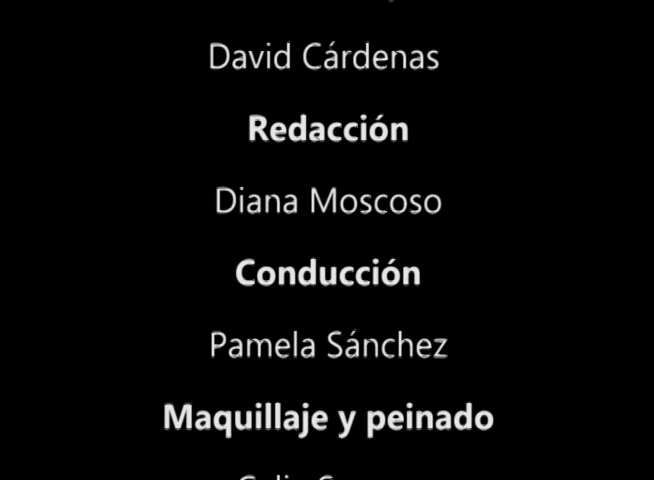 David Cárdenas
Redacción
Diana Moscoso
Conducción
Pamela Sánchez
Maquillaje y peinado